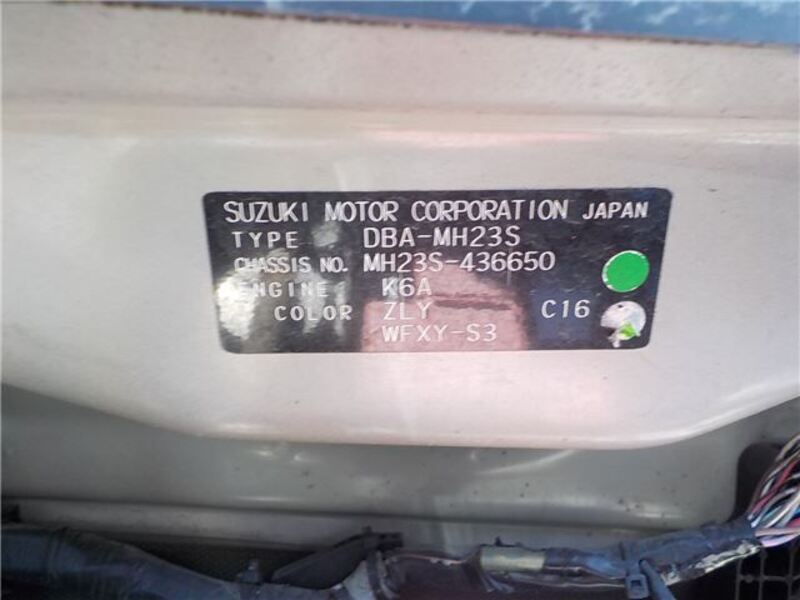 SUZUKI MOTOR CORPORATION JAPAN
TYPE DBA-MH23S
CHASSIS NO. MH23S-436650
ENGINE K6A
COLOR ZLY C16
WFXY-S3